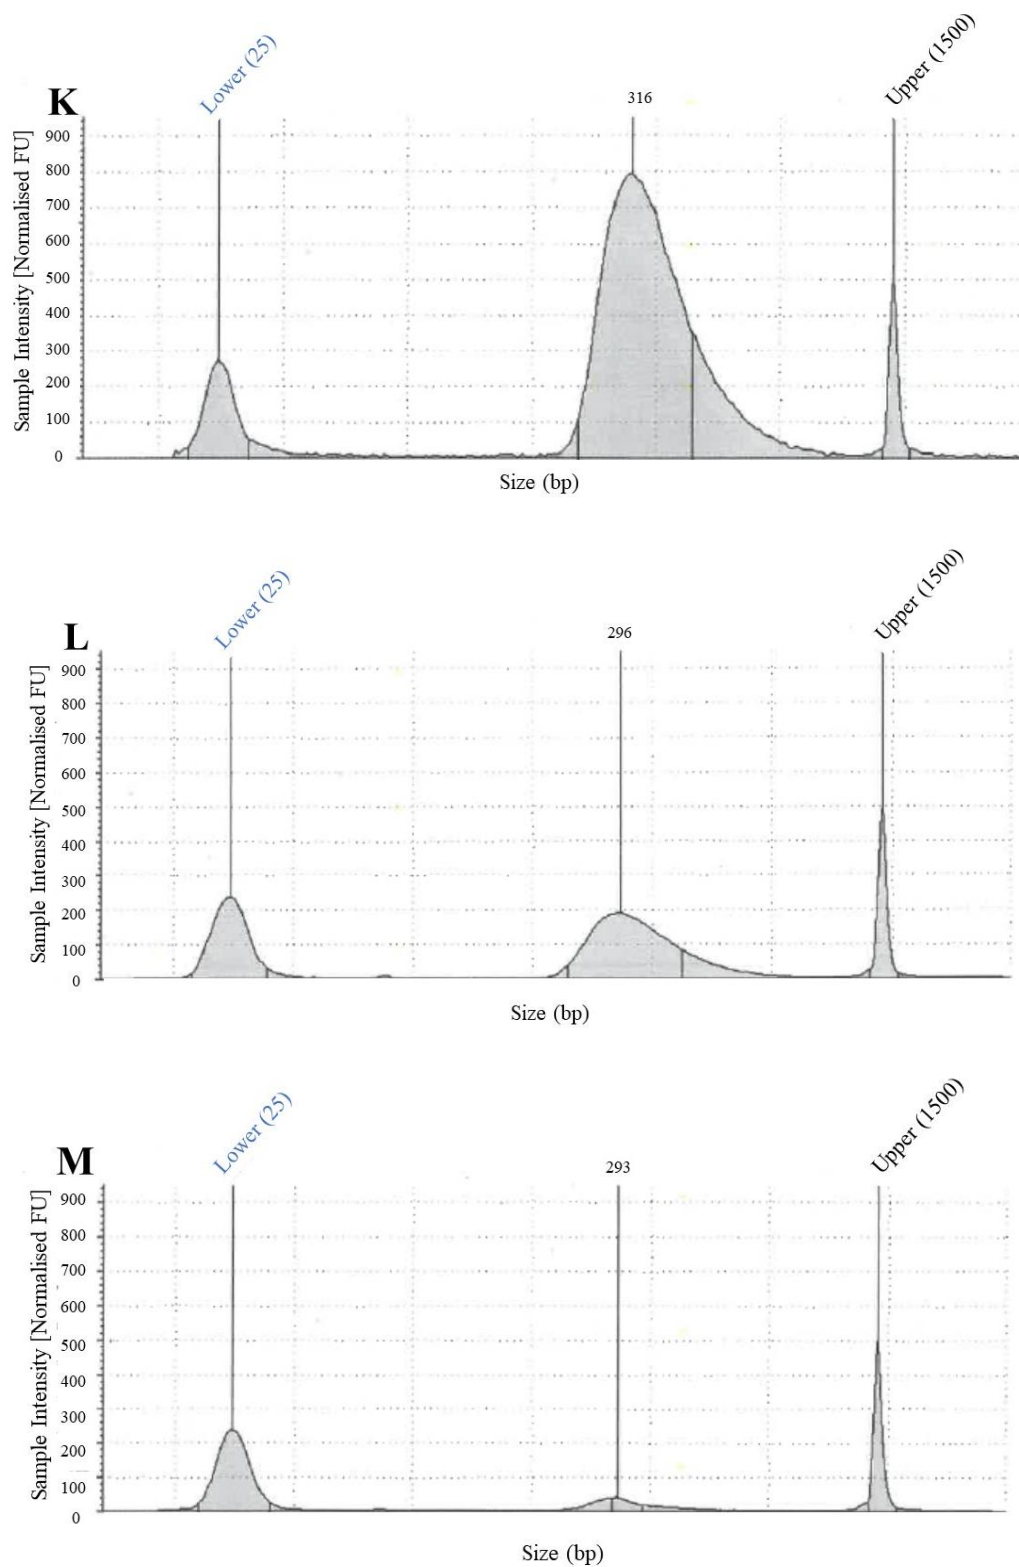 Lower (25)
Upper (1500)
K
316
Sample Intensity [Normalised FU]
900
800
700
600
500
400
300
200
100
0
Size (bp)
Lower (25)
Upper (1500)
L
296
Sample Intensity [Normalised FU]
900
800
700
600
500
400
300
200
100
0
Size (bp)
Lower (25)
Upper (1500)
M
293
Sample Intensity [Normalised FU]
900
800
700
600
500
400
300
200
100
0
Size (bp)